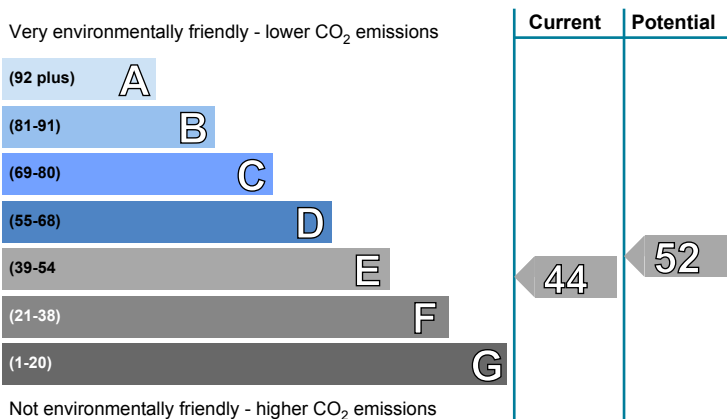 Current Potential
Very environmentally friendly - lower CO2 emissions
(92 plus) A
(81-91) B
(69-80) C
(55-68) D
(39-54 E
44 52
(21-38) F
(1-20) G
Not environmentally friendly - higher CO2 emissions